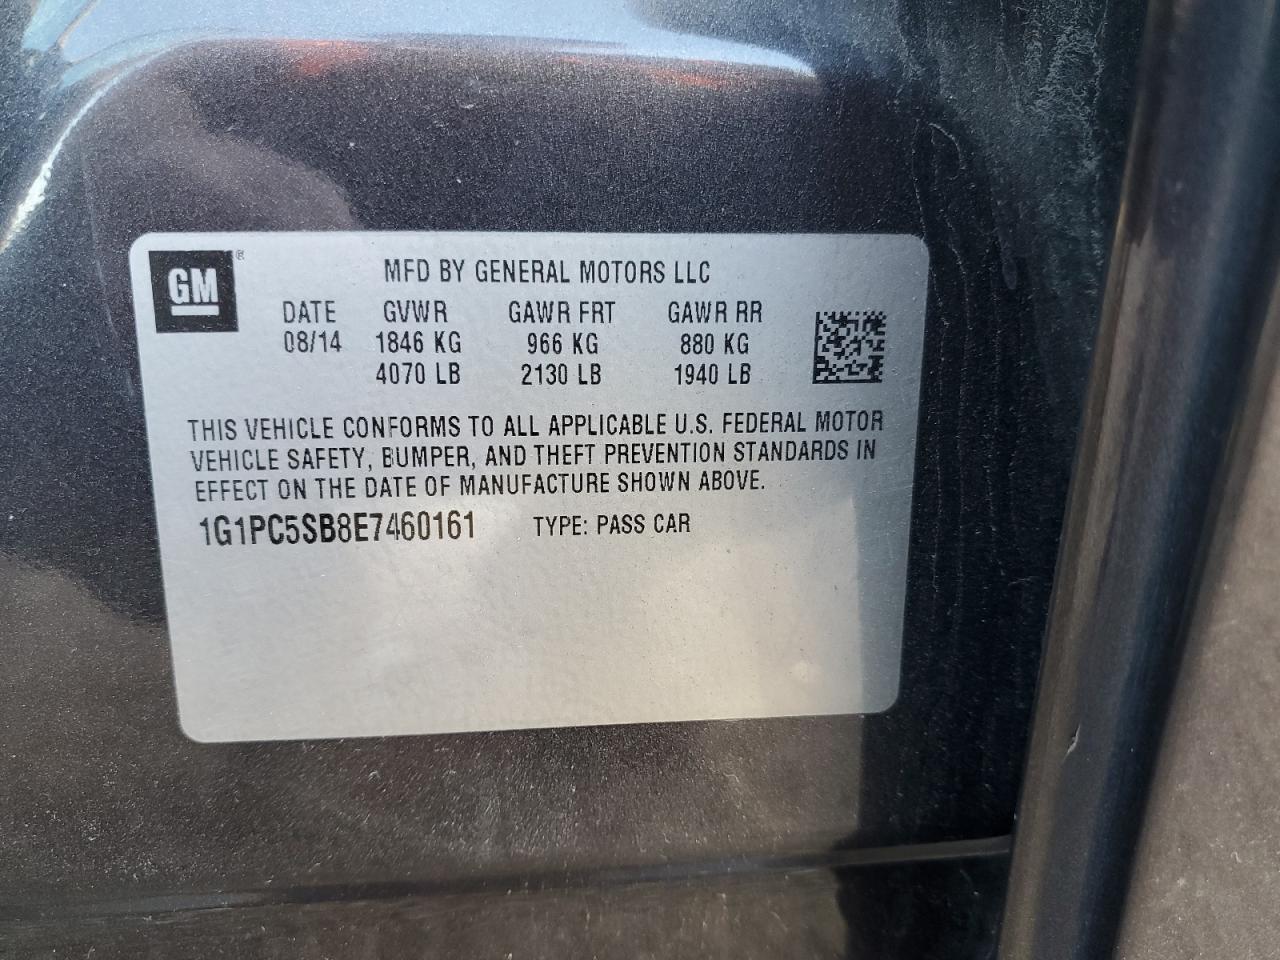 GM ®
MFD BY GENERAL MOTORS LLC
DATE GVWR GAWR FRT GAWR RR
08/14 1846 KG 966 KG 880 KG
4070 LB 2130 LB 1940 LB
THIS VEHICLE CONFORMS TO ALL APPLICABLE U.S. FEDERAL MOTOR
VEHICLE SAFETY, BUMPER, AND THEFT PREVENTION STANDARDS IN
EFFECT ON THE DATE OF MANUFACTURE SHOWN ABOVE.
1G1PC5SB8E7460161 TYPE: PASS CAR